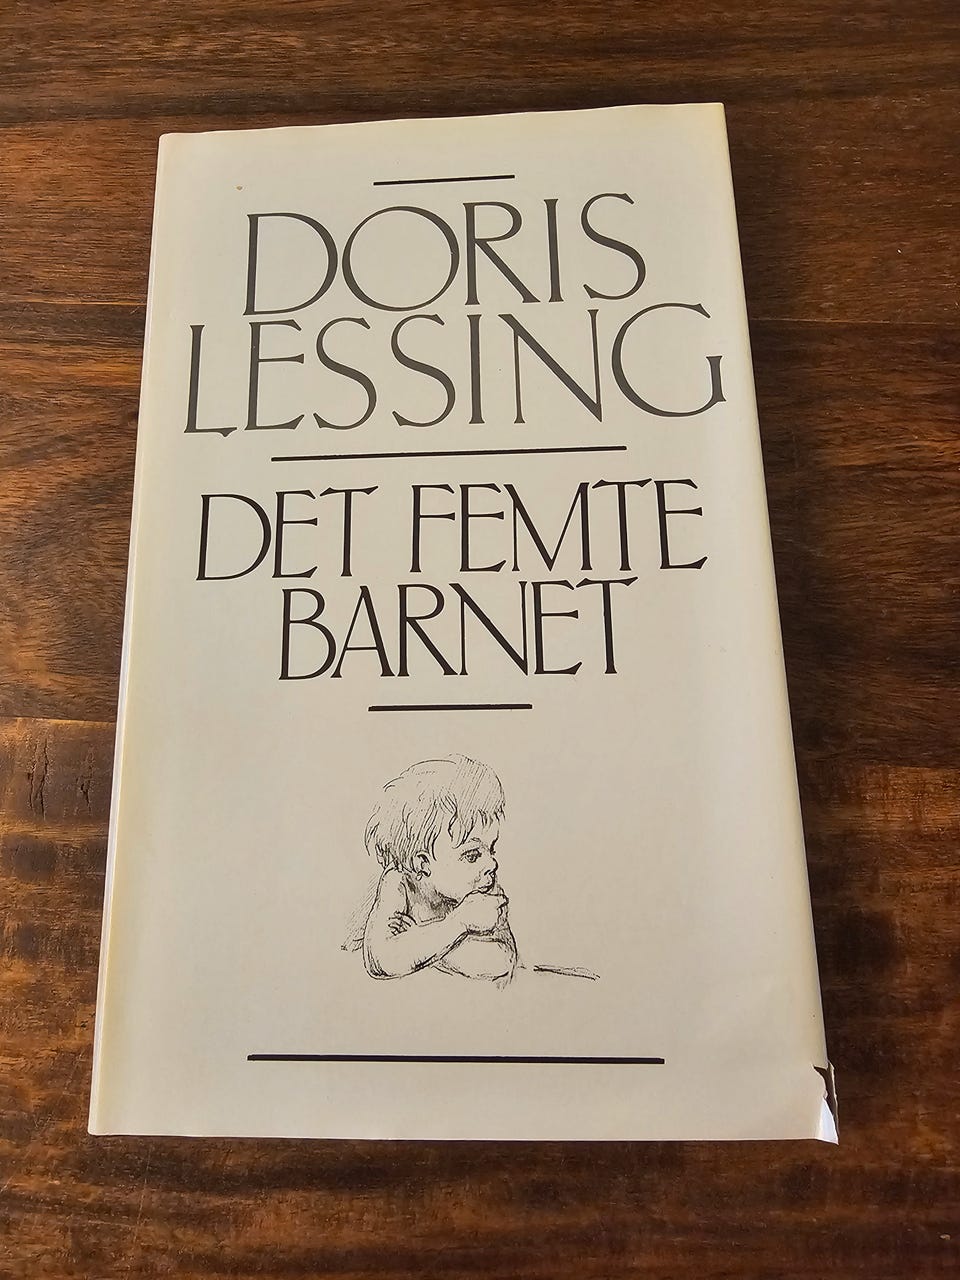 DORIS
LESSING
DET FEMTE
BARNET